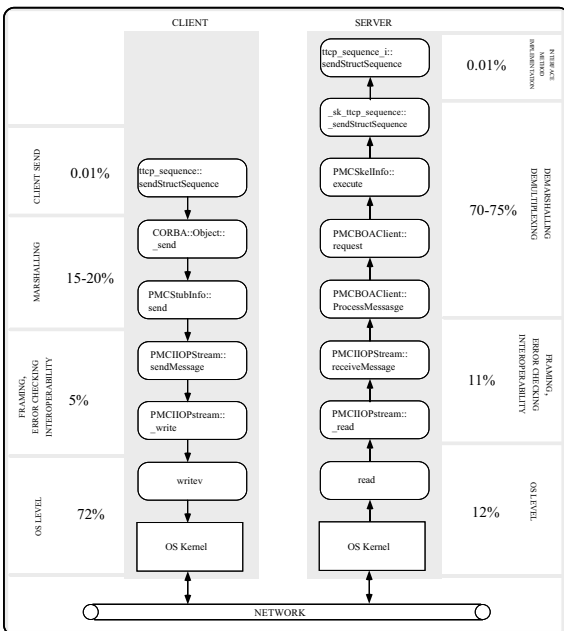 CLIENT
SERVER
CLIENT SEND
0.01%
MARSHALLING
15-20%
FRAMING,
ERROR CHECKING
INTEROPERABILITY
5%
OS LEVEL
72%
ttcp_sequence::
sendStructSequence
CORBA::Object::
_send
PMCStubInfo::
send
PMCIIOPStream::
sendMessage
PMCIIOPstream::
_write
writev
OS Kernel
ttcp_sequence_i::
sendStructSequence
_sk_ttcp_sequence::
_sendStructSequence
PMCSkelInfo::
execute
PMCBOAClient::
request
PMCBOAClient::
ProcessMessasge
PMCIIOPStream::
receiveMessage
PMCIIOPstream::
_read
read
OS Kernel
0.01%
INTERFACE
METHOD
IMPLEMENTATION
70-75%
DEMARSHALLING
DEMULTIPLEXING
11%
FRAMING,
ERROR CHECKING
INTEROPERABILITY
12%
OS LEVEL
NETWORK